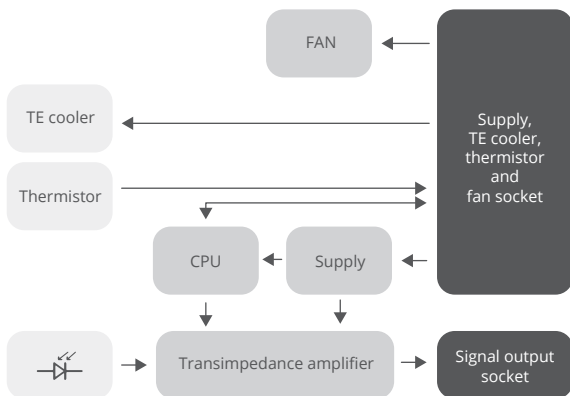 FAN
TE cooler
Supply,
TE cooler,
thermistor
and
fan socket
Thermistor
CPU
Supply
Transimpedance amplifier
Signal output
socket